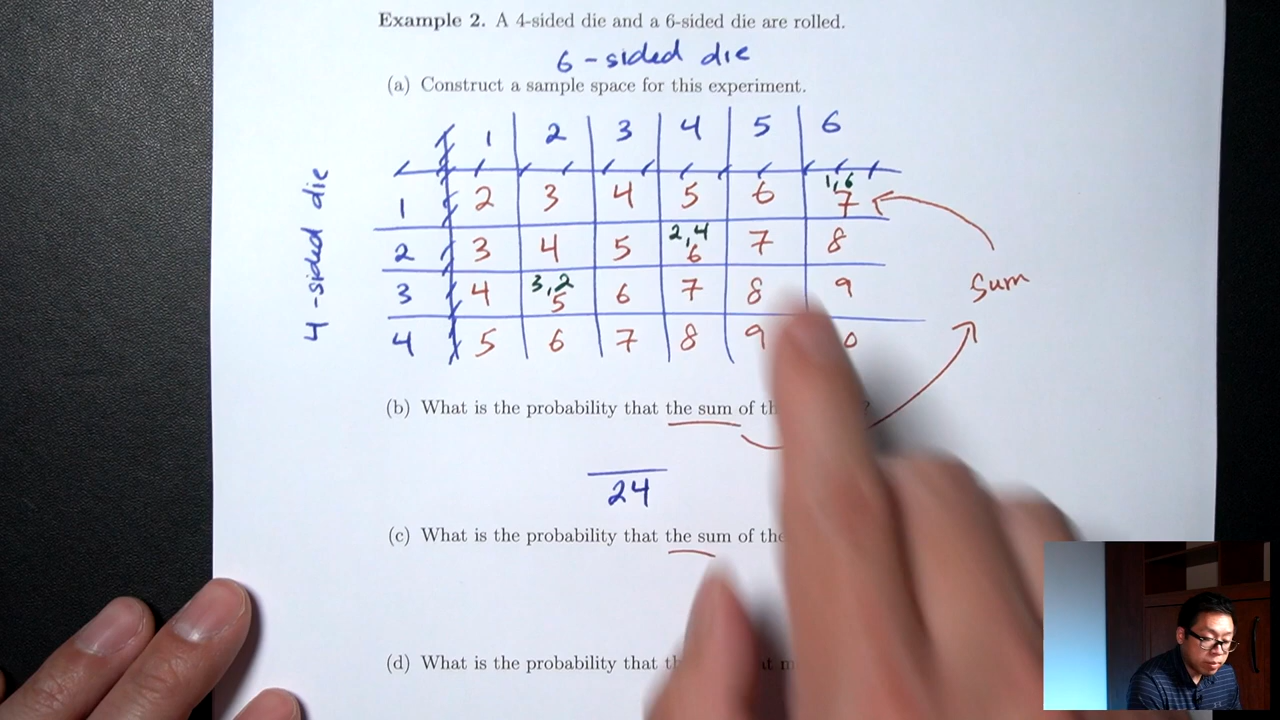 Example 2. A 4-sided die and a 6-sided die are rolled.
6-sided die
(a) Construct a sample space for this experiment.
1 2 3 4 5 6
4-sided die
1,6
1 2 3 4 5 6 7
2,4
2 3 4 5 6 7 8
3,2
3 4 5 6 7 8 9
Sum
4 5 6 7 8 9 0
(b) What is the probability that the sum of
24
(c) What is the probability that the sum of the
(d) What is the probability that